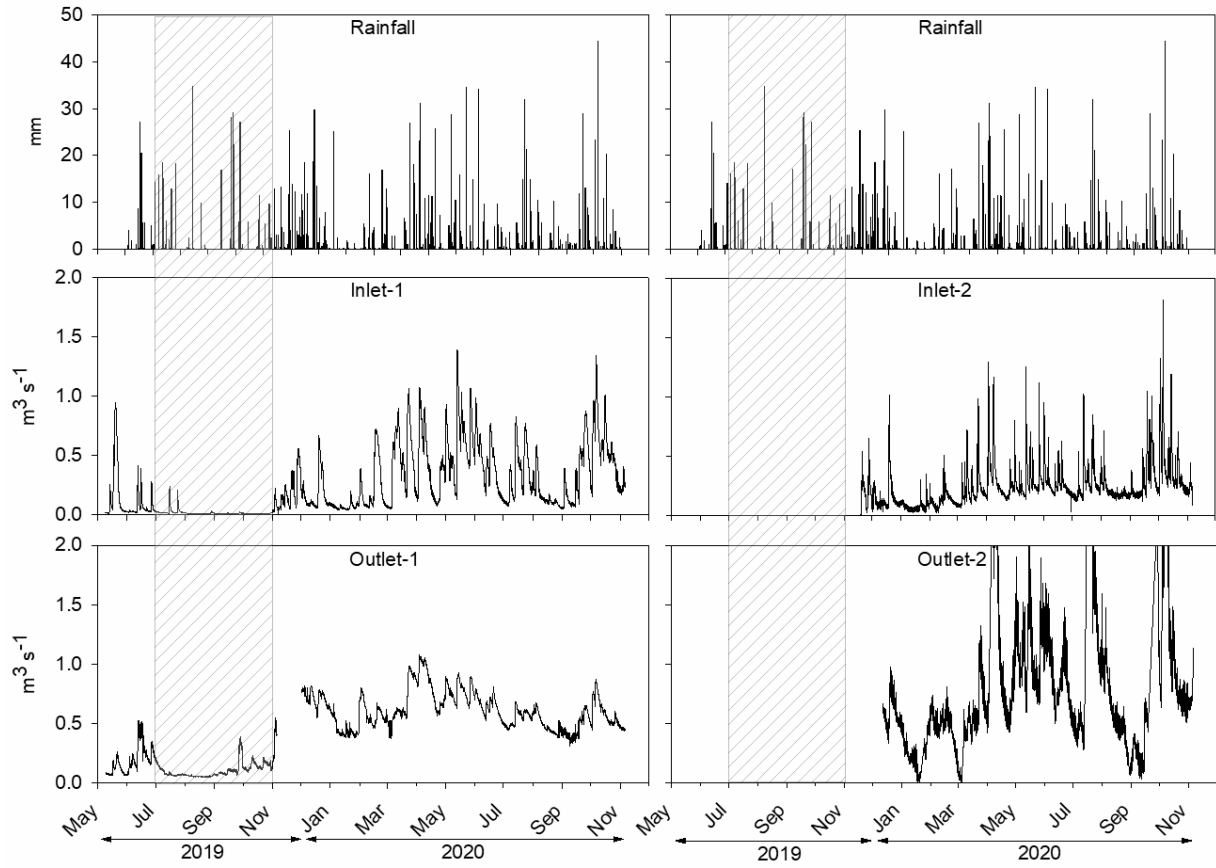 50
40
30
20
10
0
mm
Rainfall
Rainfall
2.0
1.5
1.0
0.5
0.0
m³ s⁻¹
Inlet-1
Inlet-2
2.0
1.5
1.0
0.5
0.0
m³ s⁻¹
Outlet-1
Outlet-2
May Jul Sep Nov Jan Mar May Jul Sep Nov
May Jul Sep Nov Jan Mar May Jul Sep Nov
2019 2020
2019 2020